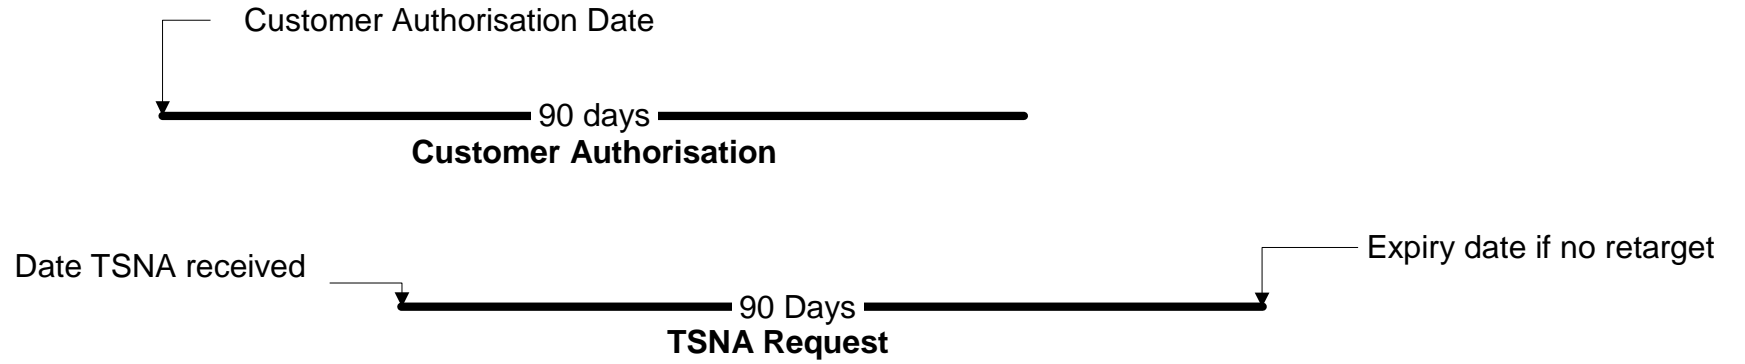 Customer Authorisation Date
90 days
Customer Authorisation
Expiry date if no retarget
Date TSNA received
90 Days
TSNA Request